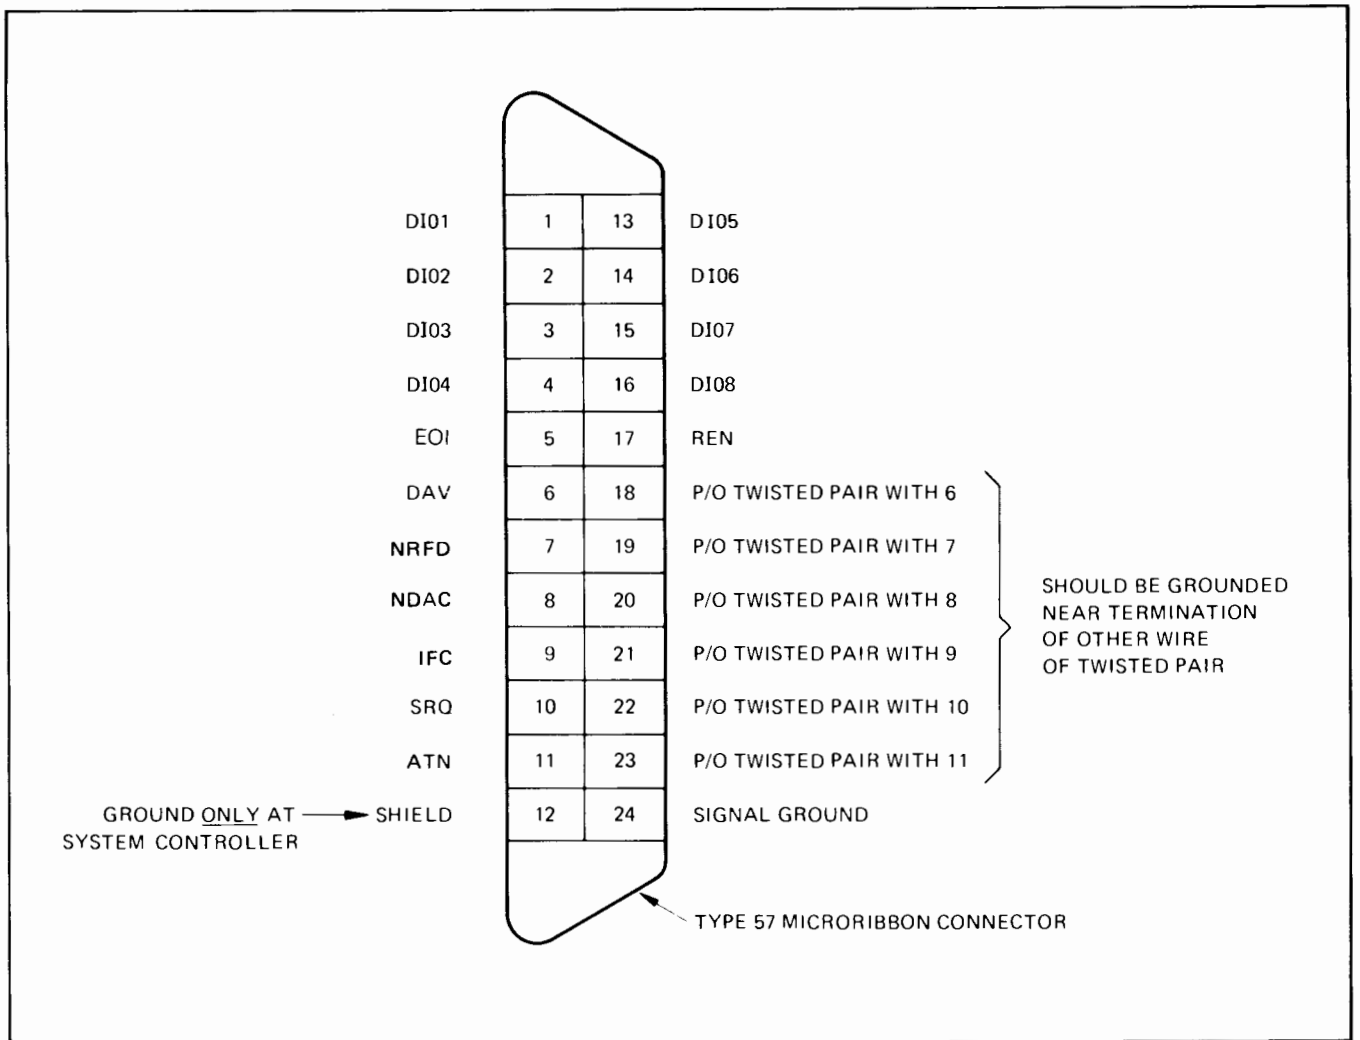 DI01 1 13 DI05
DI02 2 14 DI06
DI03 3 15 DI07
DI04 4 16 DI08
EOI 5 17 REN
DAV 6 18 P/O TWISTED PAIR WITH 6
NRFD 7 19 P/O TWISTED PAIR WITH 7
NDAC 8 20 P/O TWISTED PAIR WITH 8
IFC 9 21 P/O TWISTED PAIR WITH 9
SRQ 10 22 P/O TWISTED PAIR WITH 10
ATN 11 23 P/O TWISTED PAIR WITH 11
SHOULD BE GROUNDED
NEAR TERMINATION
OF OTHER WIRE
OF TWISTED PAIR
GROUND ONLY AT SHIELD 12 24 SIGNAL GROUND
SYSTEM CONTROLLER
TYPE 57 MICRORIBBON CONNECTOR